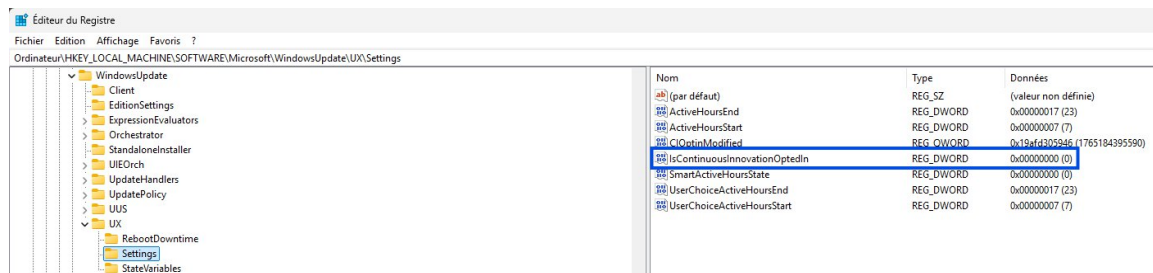 Éditeur du Registre
Fichier Edition Affichage Favoris ?
Ordinateur\HKEY_LOCAL_MACHINE\SOFTWARE\Microsoft\WindowsUpdate\UX\Settings
WindowsUpdate
Client
EditionSettings
ExpressionEvaluators
Orchestrator
StandaloneInstaller
UIEOrch
UpdateHandlers
UpdatePolicy
UUS
UX
RebootDowntime
Settings
StateVariables
Nom Type Données
ab (par défaut) REG_SZ (valeur non définie)
ActiveHoursEnd REG_DWORD 0x00000017 (23)
ActiveHoursStart REG_DWORD 0x00000007 (7)
CIOptinModified REG_QWORD 0x19afd305946 (1765184395590)
IsContinuousInnovationOptedIn REG_DWORD 0x00000000 (0)
SmartActiveHoursState REG_DWORD 0x00000000 (0)
UserChoiceActiveHoursEnd REG_DWORD 0x00000017 (23)
UserChoiceActiveHoursStart REG_DWORD 0x00000007 (7)